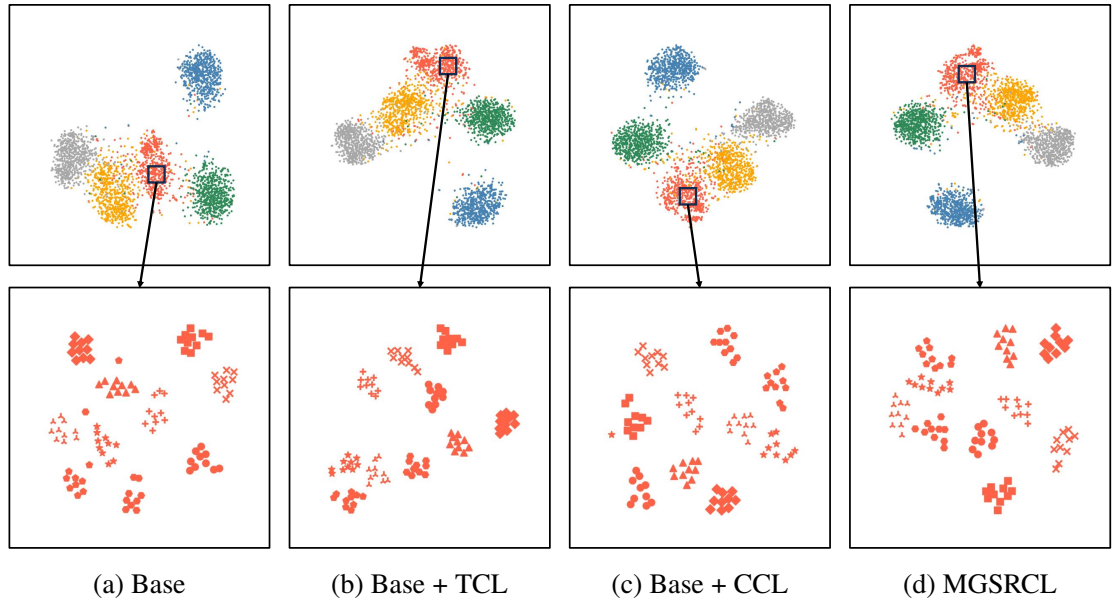 (a) Base
(b) Base + TCL
(c) Base + CCL
(d) MGSRCL